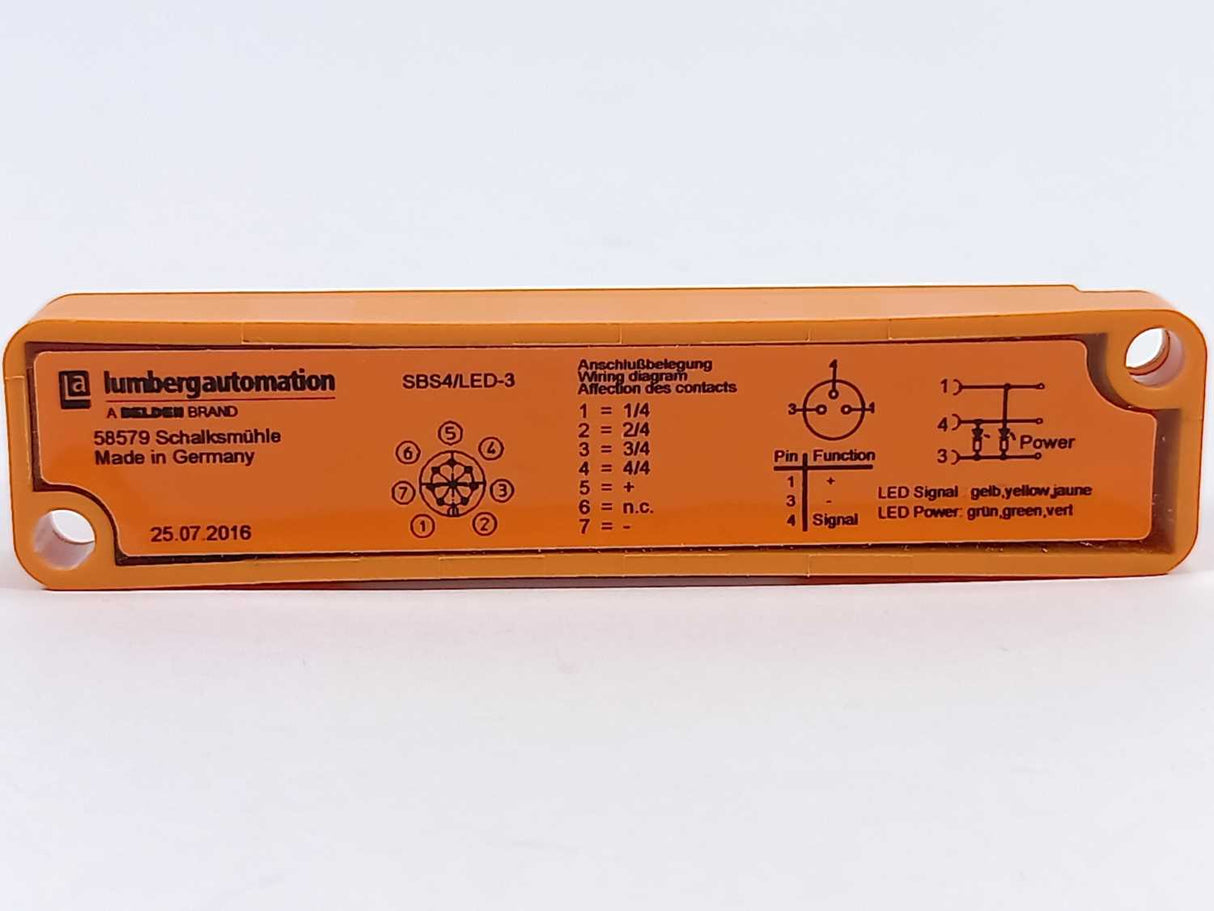 la lumbergautomation
A BELDEN BRAND
58579 Schalksmühle
Made in Germany
25.07.2016
SBS4/LED-3
5
6 4
7 3
1 2
Anschlußbelegung
Wiring diagram
Affection des contacts
1 = 1/4
2 = 2/4
3 = 3/4
4 = 4/4
5 = +
6 = n.c.
7 = -
4
3 1
Pin Function
1 +
3 -
4 Signal
1
4
3 Power
LED Signal : gelb,yellow,jaune
LED Power: grün,green,vert